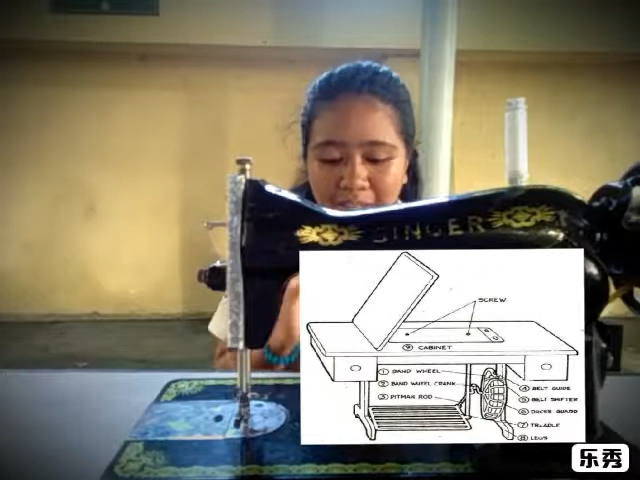 SINGER
SCREW
9 CABINET
1 BAND WHEEL
2 BAND WHEEL CRANK
3 PITMAN ROD
4 BELT GUIDE
5 BELT SHIFTER
6 DRESS GUARD
7 TREADLE
8 LEGS
乐秀